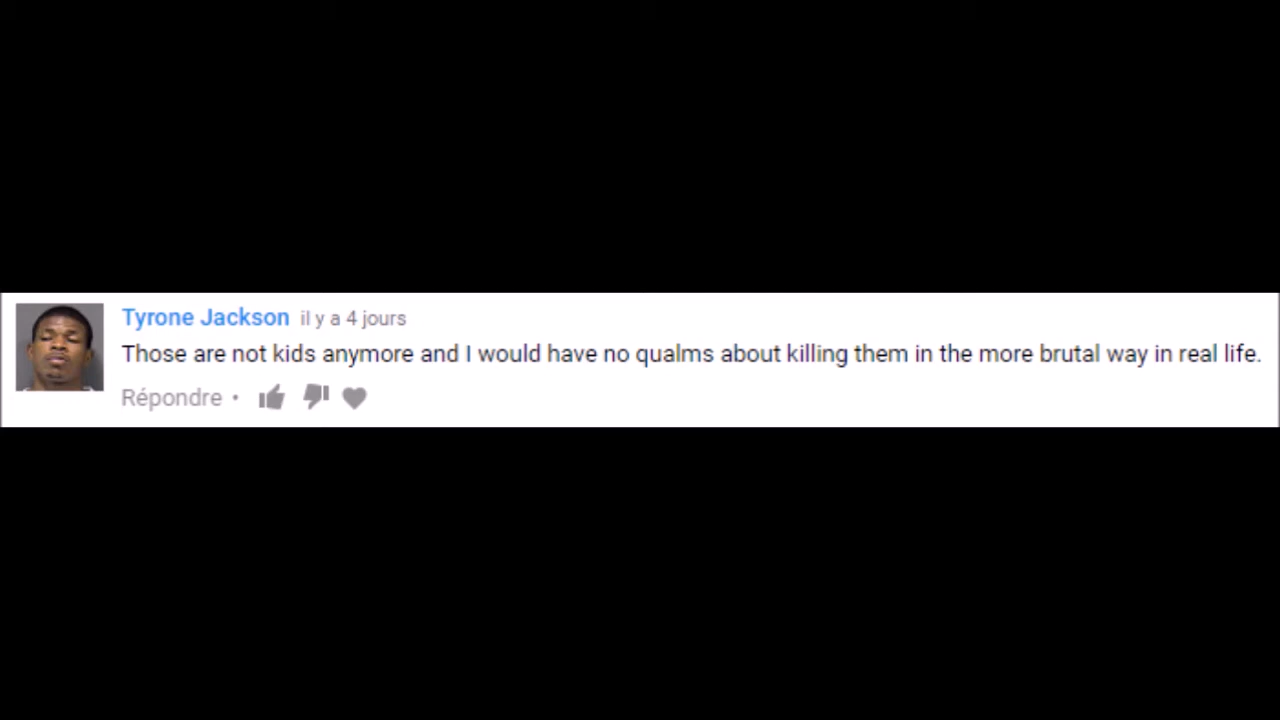 Tyrone Jackson il y a 4 jours
Those are not kids anymore and I would have no qualms about killing them in the more brutal way in real life.
Répondre •